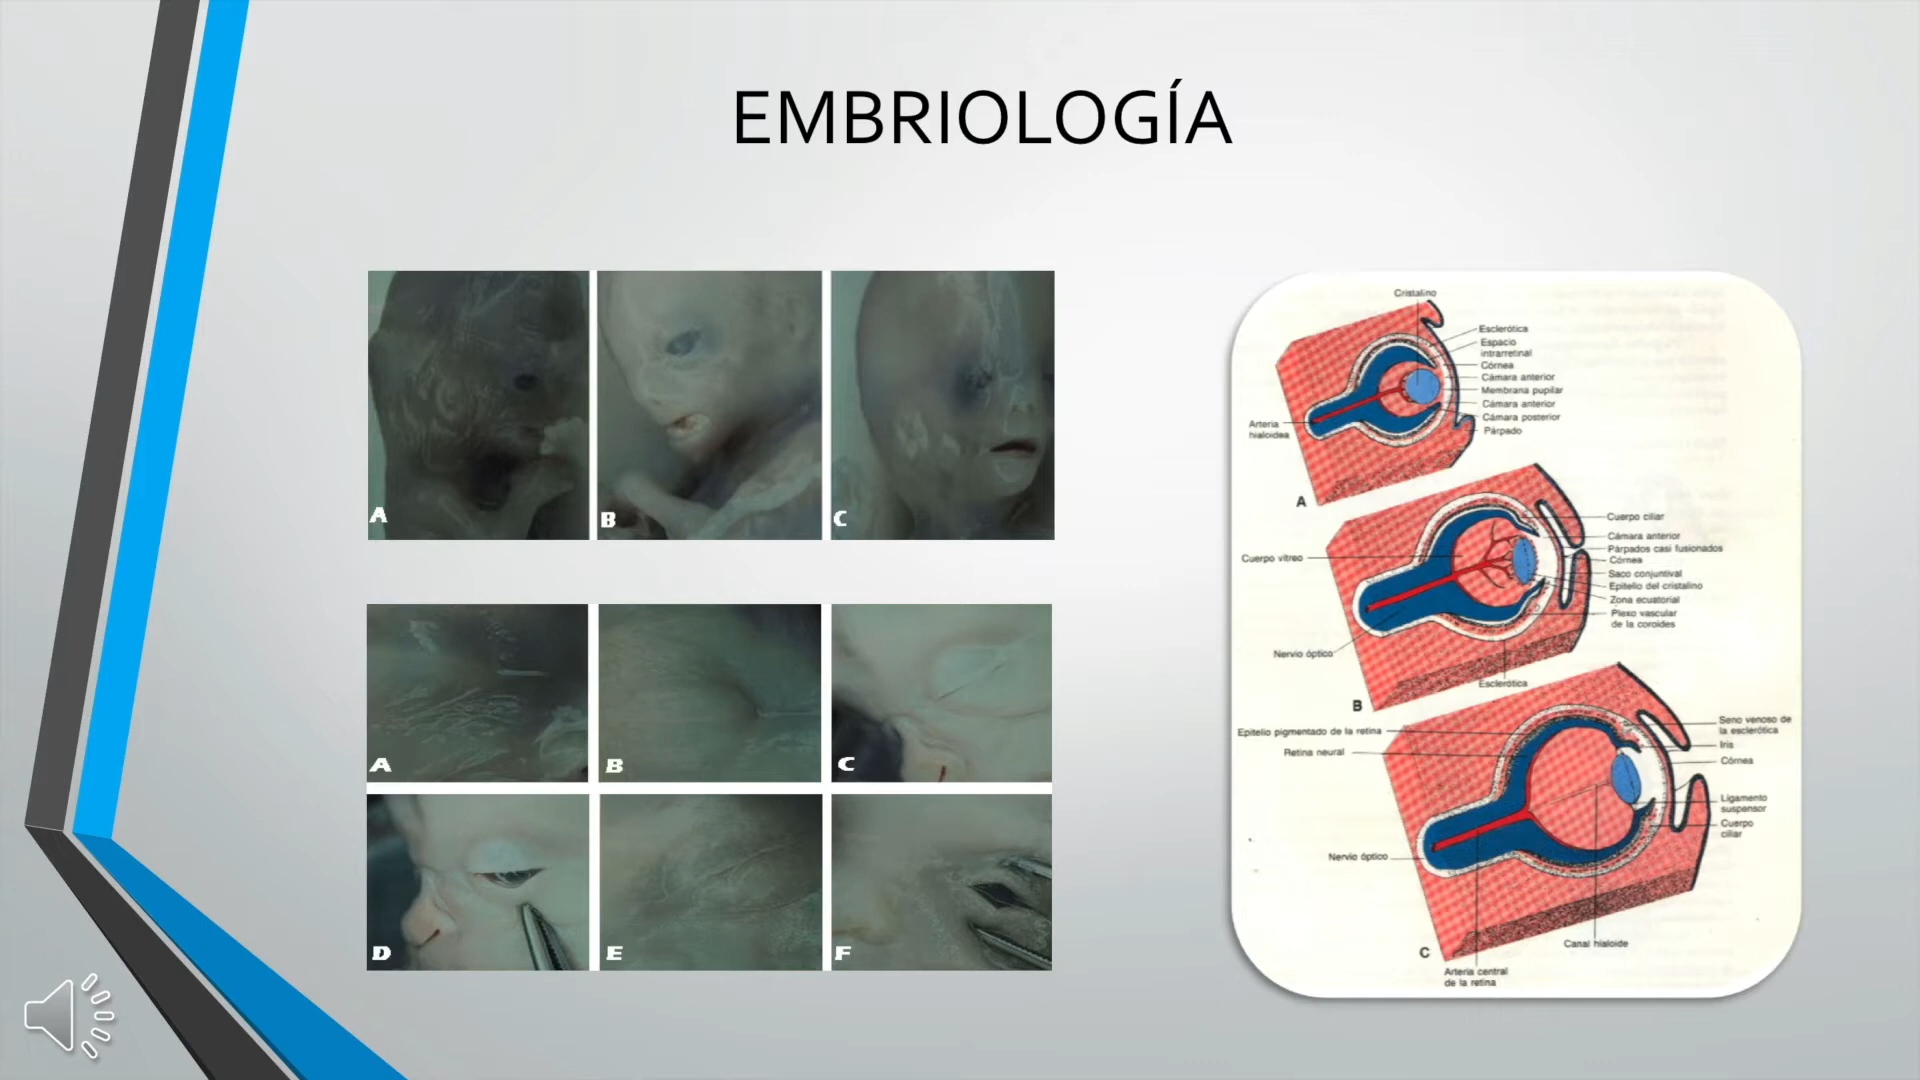 EMBRIOLOGÍA
A
B
C
A
B
C
D
E
F
Cristalino
Esclerótica
Espacio
intrarretinal
Córnea
Cámara anterior
Membrana pupilar
Cámara anterior
Cámara posterior
Párpado
Arteria
hialoidea
A
Cuerpo ciliar
Cámara anterior
Párpados casi fusionados
Córnea
Saco conjuntival
Epitelio del cristalino
Zona ecuatorial
Plexo vascular
de la coroides
Cuerpo vítreo
Nervio óptico
Esclerótica
B
Epitelio pigmentado de la retina
Retina neural
Seno venoso de
la esclerótica
Iris
Córnea
Ligamento
suspensor
Cuerpo
ciliar
Nervio óptico
Canal hialoide
C
Arteria central
de la retina